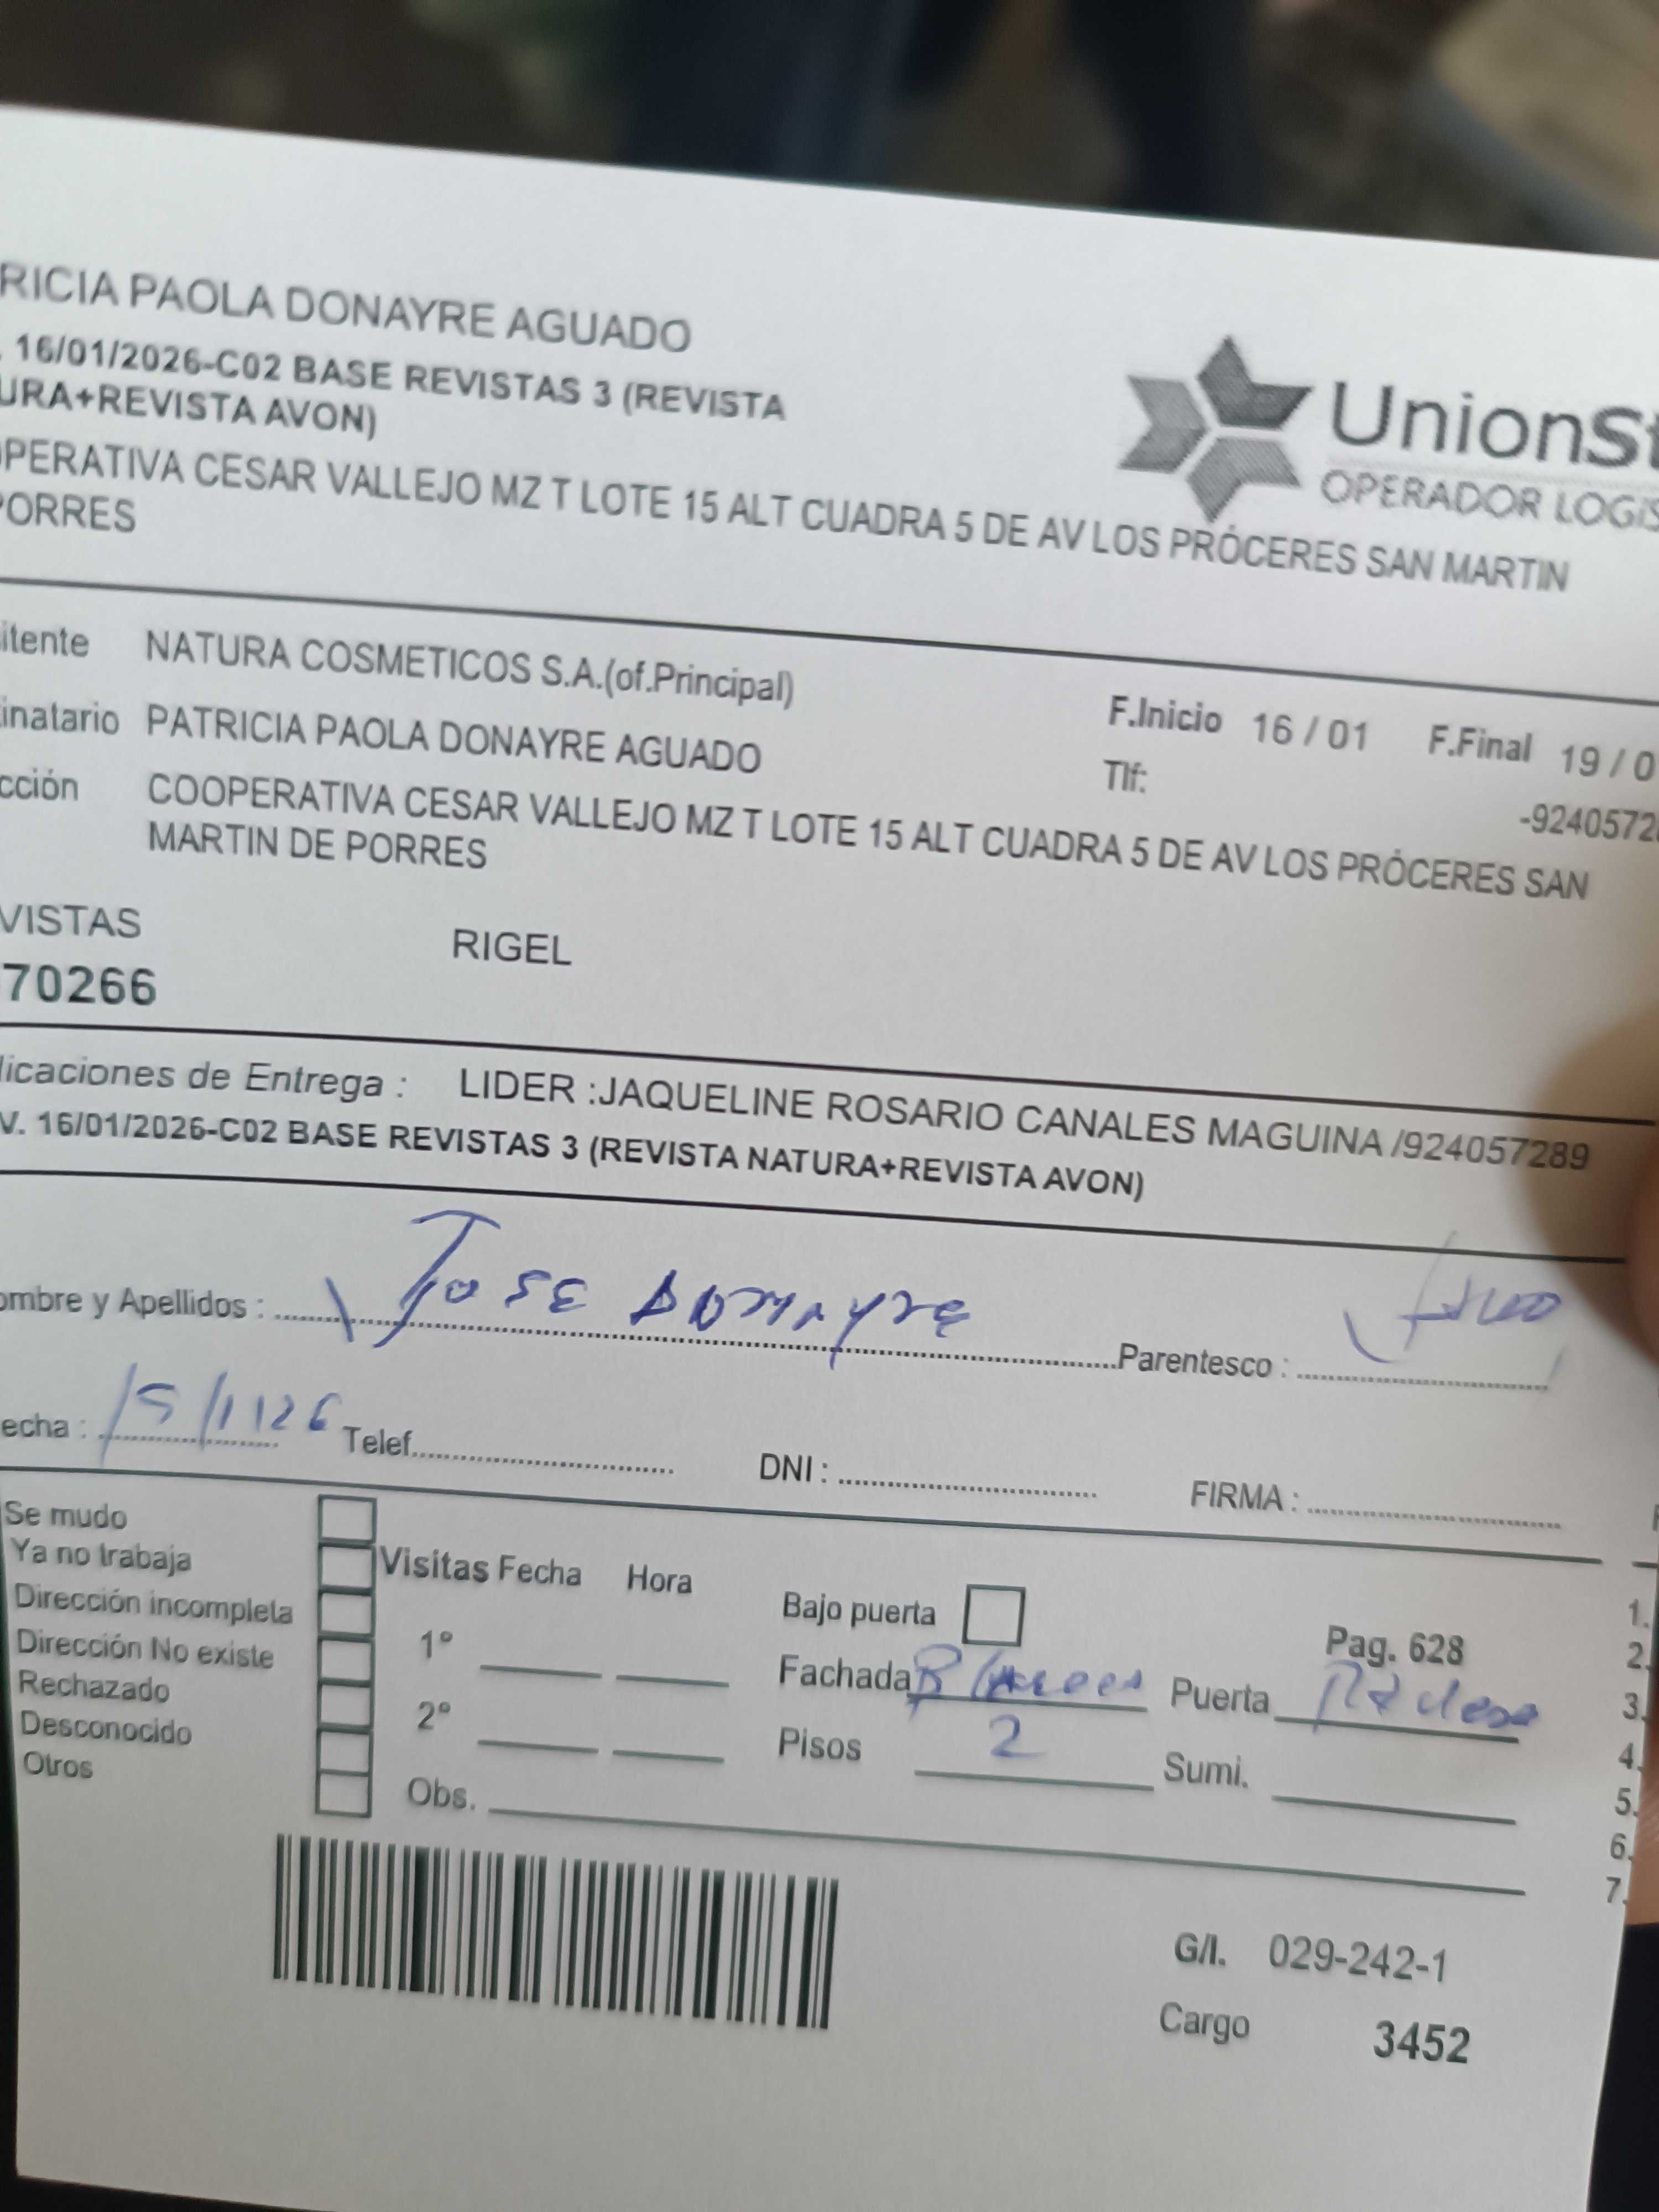 RICIA PAOLA DONAYRE AGUADO
. 16/01/2026-C02 BASE REVISTAS 3 (REVISTA
URA+REVISTA AVON)
OPERATIVA CESAR VALLEJO MZ T LOTE 15 ALT CUADRA 5 DE AV LOS PRÓCERES SAN MARTIN
PORRES
UnionSt
OPERADOR LOGÍS
itente NATURA COSMETICOS S.A.(of.Principal)
F.Inicio 16 / 01 F.Final 19 / 0
inatario PATRICIA PAOLA DONAYRE AGUADO
Tlf:
-9240572
cción COOPERATIVA CESAR VALLEJO MZ T LOTE 15 ALT CUADRA 5 DE AV LOS PRÓCERES SAN
MARTIN DE PORRES
VISTAS RIGEL
70266
licaciones de Entrega : LIDER :JAQUELINE ROSARIO CANALES MAGUINA /924057289
V. 16/01/2026-C02 BASE REVISTAS 3 (REVISTA NATURA+REVISTA AVON)
ombre y Apellidos : Jose Donayre Parentesco :
echa : 15/1/26 Telef. DNI : FIRMA :
Se mudo
Ya no trabaja
Dirección incompleta
Dirección No existe
Rechazado
Desconocido
Otros
Visitas Fecha Hora
1º
2º
Obs.
Bajo puerta
Fachada
Pisos 2
Pag. 628
Puerta
Sumi.
1.
2.
3.
4.
5.
6.
7.
G/I. 029-242-1
Cargo 3452